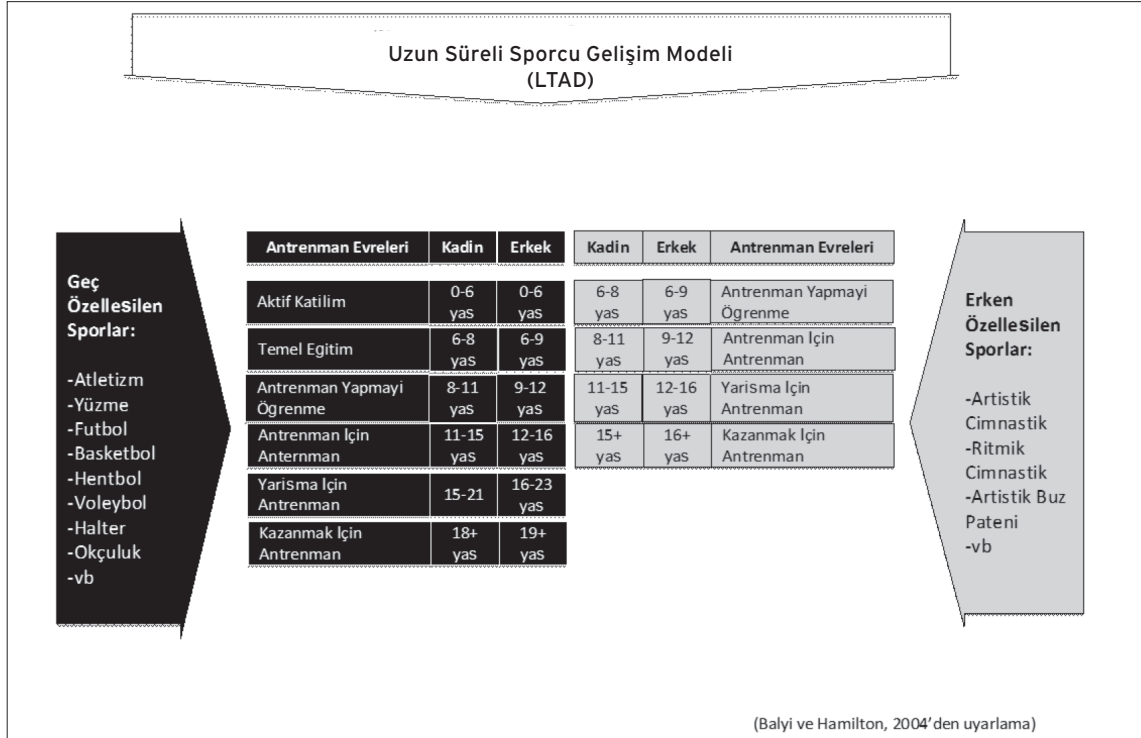 Uzun Süreli Sporcu Gelişim Modeli
(LTAD)
Geç
Özellesilen
Sporlar:
-Atletizm
-Yüzme
-Futbol
-Basketbol
-Hentbol
-Voleybol
-Halter
-Okçuluk
-vb
Antrenman Evreleri Kadin Erkek
Aktif Katilim 0-6 yas 0-6 yas
Temel Egitim 6-8 yas 6-9 yas
Antrenman Yapmayi Ögrenme 8-11 yas 9-12 yas
Antrenman Için Anternman 11-15 yas 12-16 yas
Yarisma Için Antrenman 15-21 16-23 yas
Kazanmak Için Antrenman 18+ yas 19+ yas
Kadin Erkek Antrenman Evreleri
6-8 yas 6-9 yas Antrenman Yapmayi Ögrenme
8-11 yas 9-12 yas Antrenman Için Antrenman
11-15 yas 12-16 yas Yarisma Için Antrenman
15+ yas 16+ yas Kazanmak Için Antrenman
Erken
Özellesilen
Sporlar:
-Artistik
Cimnastik
-Ritmik
Cimnastik
-Artistik Buz
Pateni
-vb
(Balyi ve Hamilton, 2004'den uyarlama)